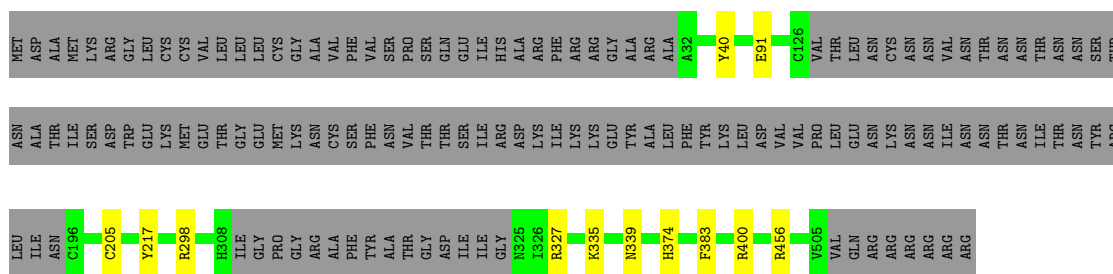 MET ASP ALA MET LYS ARG GLY LEU CYS CYS VAL LEU LEU LEU CYS GLY ALA VAL PHE VAL SER PRO SER GLN GLU ILE HIS ALA ARG PHE ARG ARG GLY ALA ARG ALA A32 Y40 E91 C126 VAL THR LEU ASN CYS ASN ASN VAL ASN THR ASN ASN THR ASN ASN SER THR
ASN ALA THR ILE SER ASP TRP GLU LYS MET GLU THR GLY GLU MET LYS ASN CYS SER PHE ASN VAL THR THR SER ILE ARG ASP LYS ILE LYS LYS GLU TYR ALA LEU PHE TYR LYS LEU ASP VAL VAL PRO LEU GLU ASN LYS ASN ASN ILE ASN ASN THR ASN ILE THR ASN TYR ARG
LEU ILE ASN C196 C205 Y217 R298 H308 ILE GLY PRO GLY ARG ALA PHE TYR ALA THR GLY ASP ILE ILE GLY N325 I326 R327 K335 N339 H374 F383 R400 R456 V505 VAL GLN ARG ARG ARG ARG ARG ARG